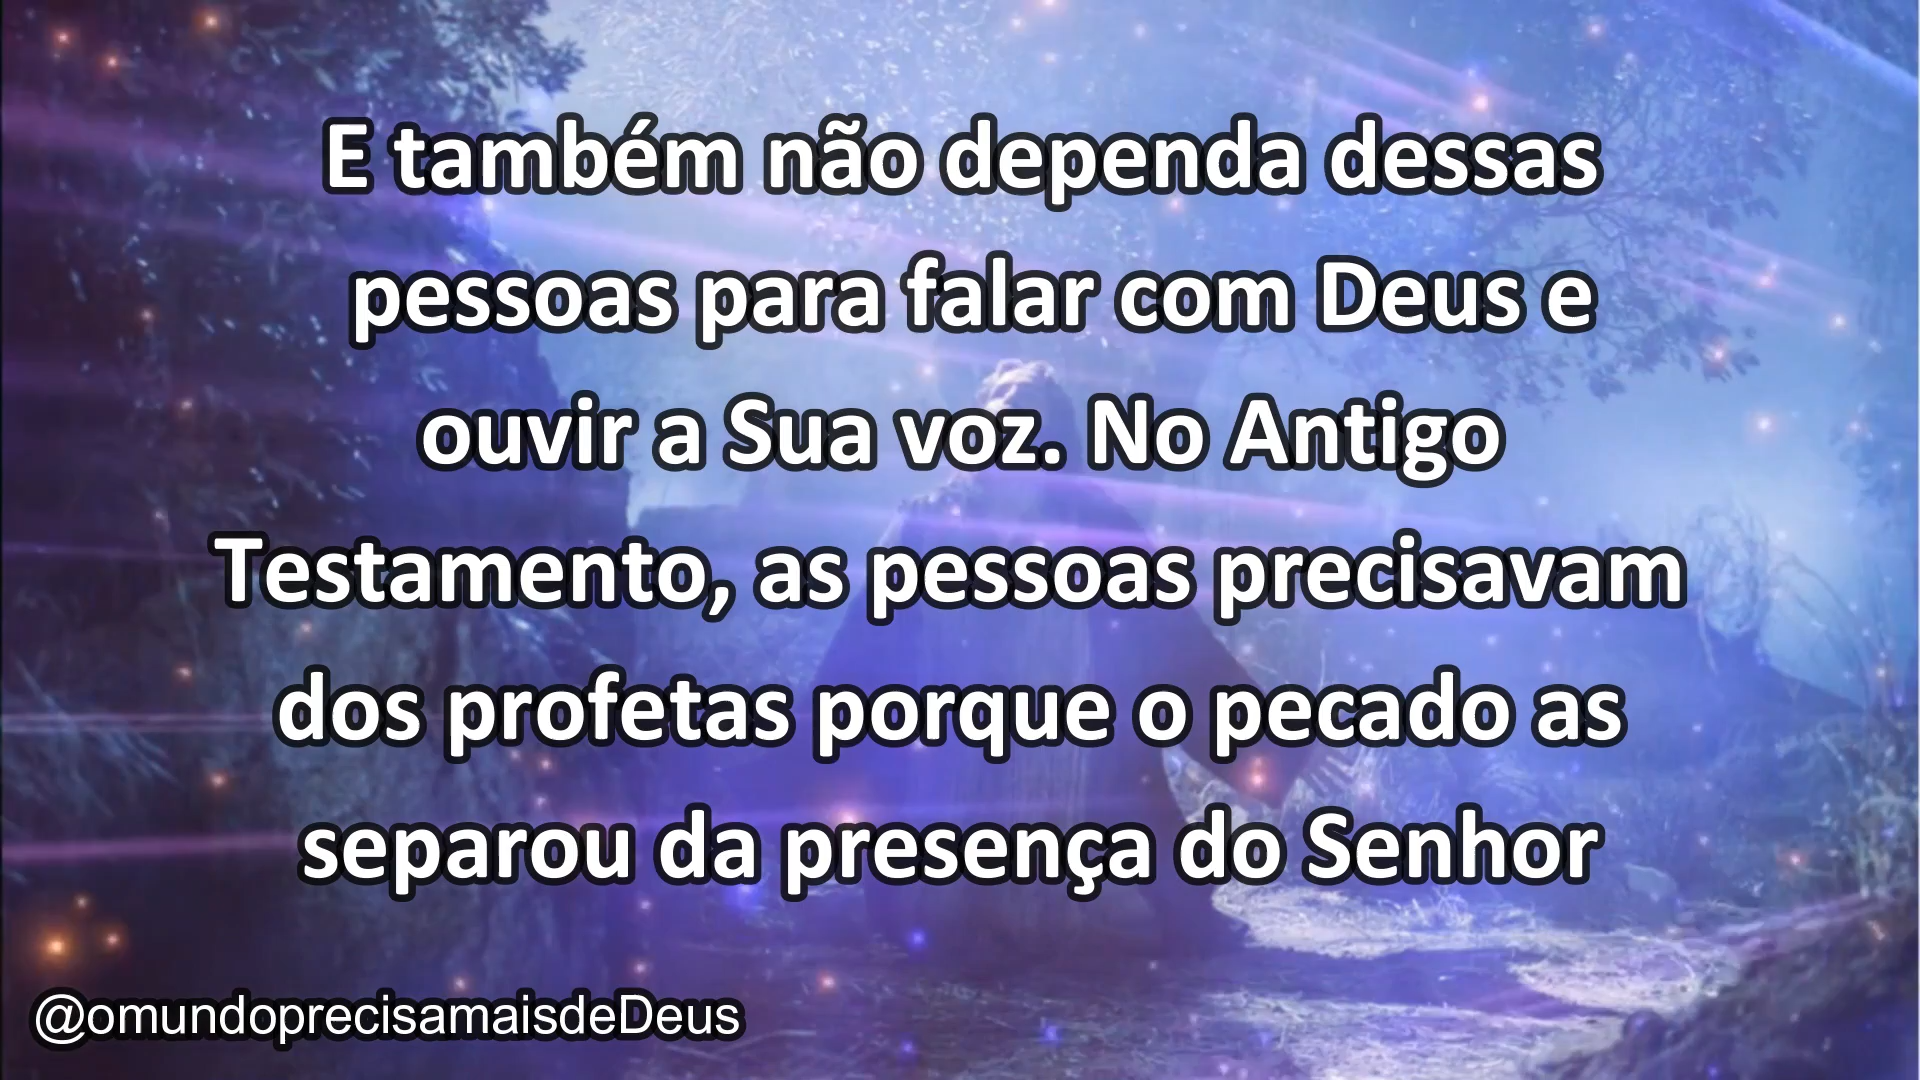 E também não dependa dessas
pessoas para falar com Deus e
ouvir a Sua voz. No Antigo
Testamento, as pessoas precisavam
dos profetas porque o pecado as
separou da presença do Senhor
@omundoprecisamaisdeDeus